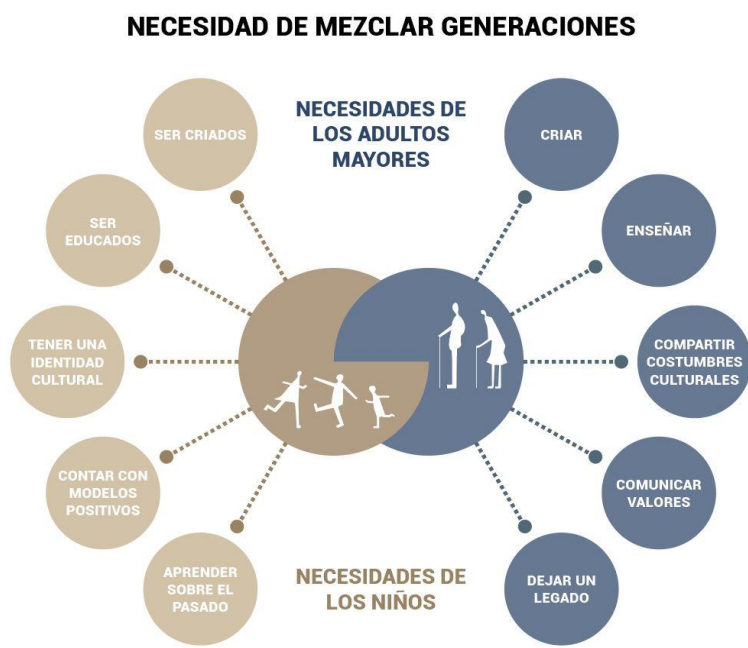 NECESIDAD DE MEZCLAR GENERACIONES
NECESIDADES DE
LOS ADULTOS
MAYORES
SER CRIADOS
SER
EDUCADOS
TENER UNA
IDENTIDAD
CULTURAL
CONTAR CON
MODELOS
POSITIVOS
APRENDER
SOBRE EL
PASADO
CRIAR
ENSEÑAR
COMPARTIR
COSTUMBRES
CULTURALES
COMUNICAR
VALORES
DEJAR UN
LEGADO
NECESIDADES DE
LOS NIÑOS